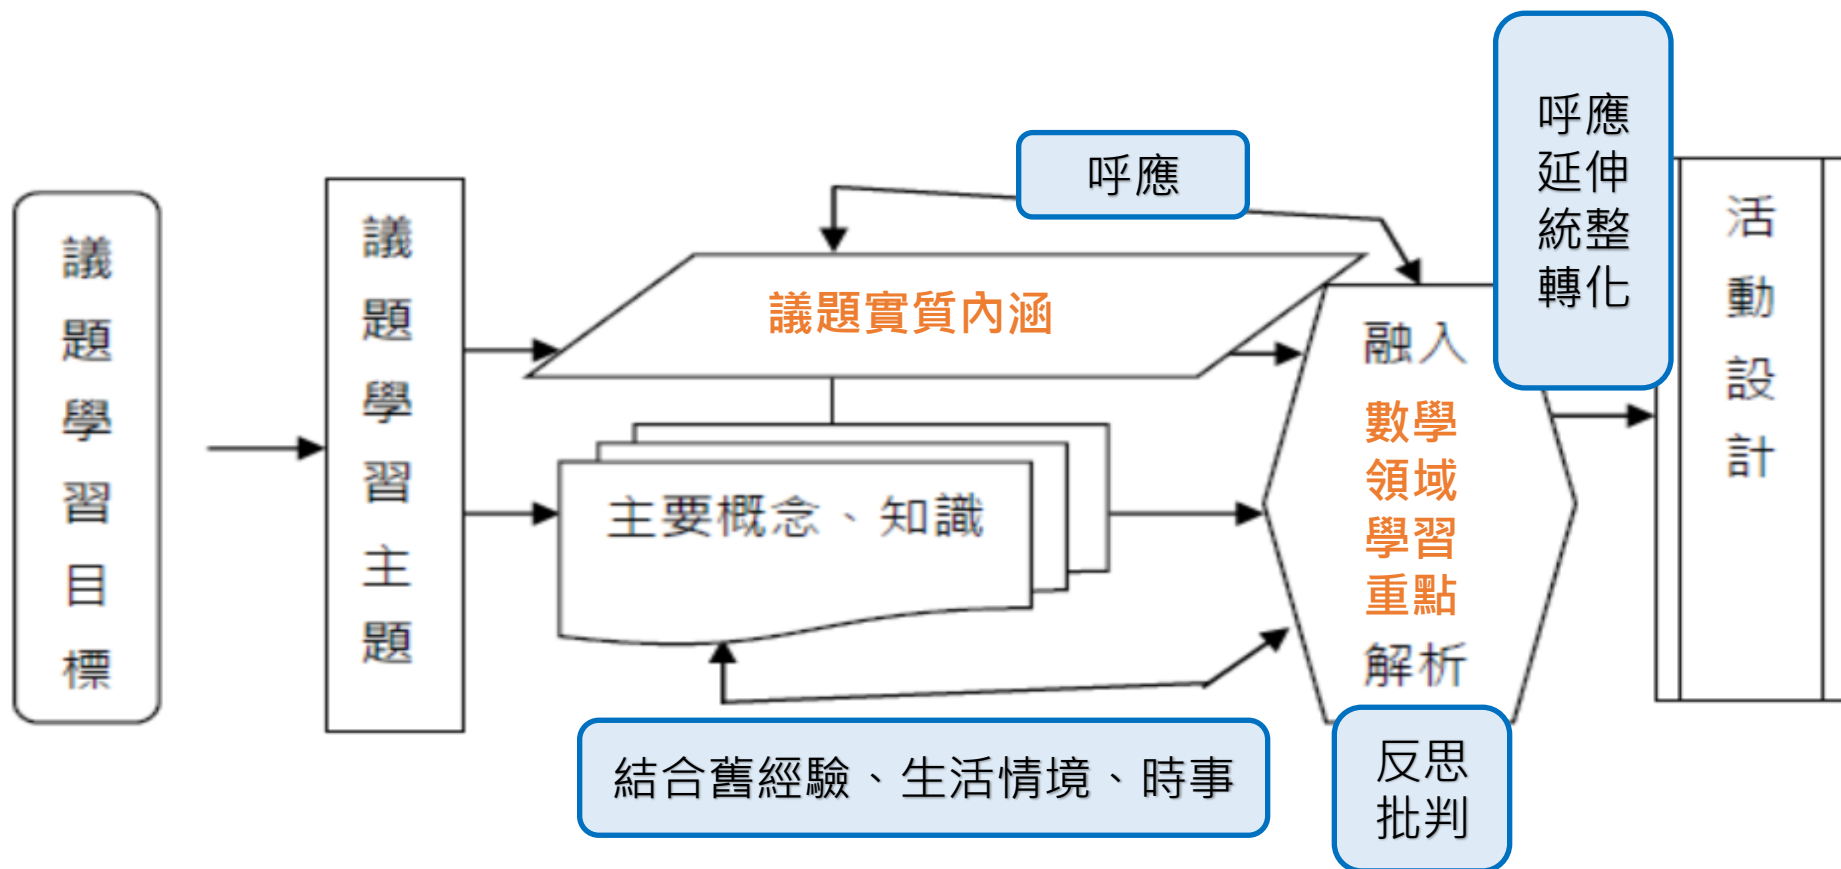 議題學習目標
議題學習主題
呼應
議題實質內涵
主要概念、知識
結合舊經驗、生活情境、時事
融入
數學
領域
學習
重點
解析
反思
批判
呼應
延伸
統整
轉化
活動設計